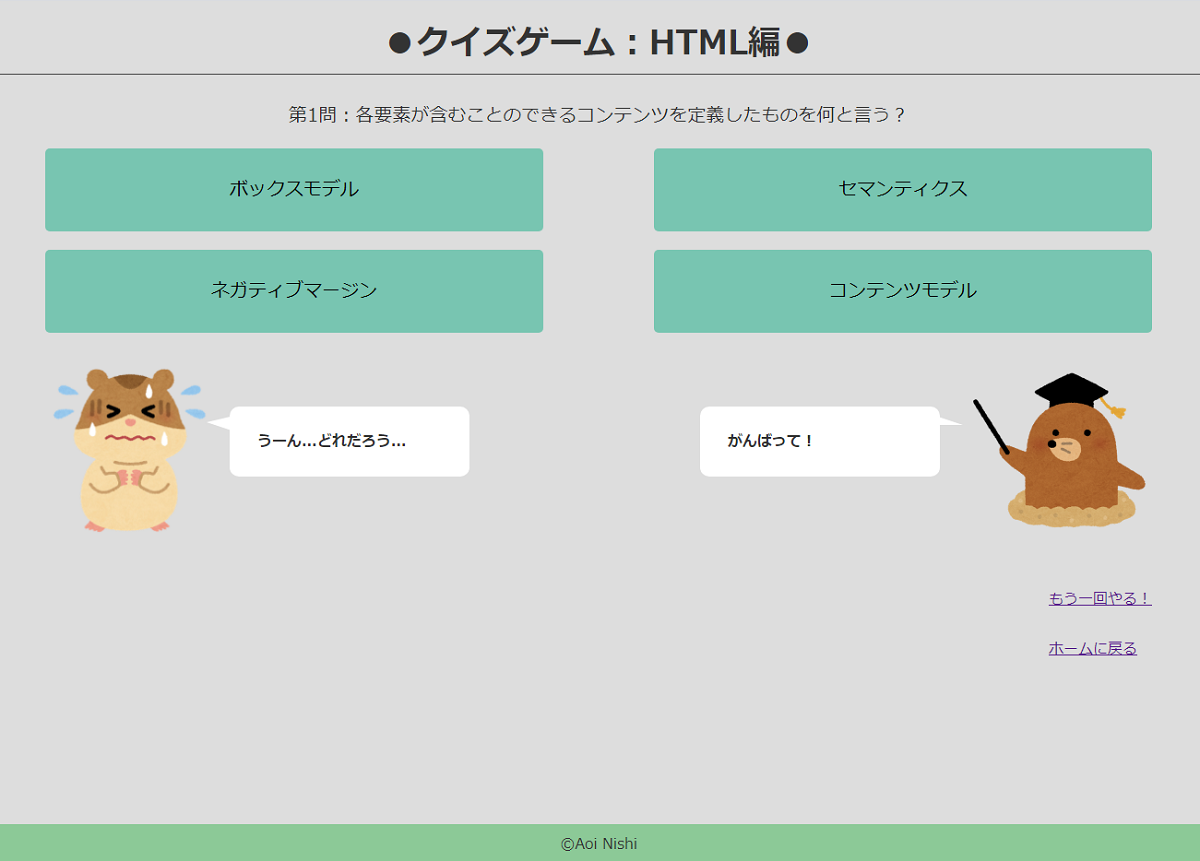 ●クイズゲーム：HTML編●
第1問：各要素が含むことのできるコンテンツを定義したものを何と言う？
ボックスモデル
セマンティクス
ネガティブマージン
コンテンツモデル
うーん…どれだろう…
がんばって！
もう一回やる！
ホームに戻る
©Aoi Nishi